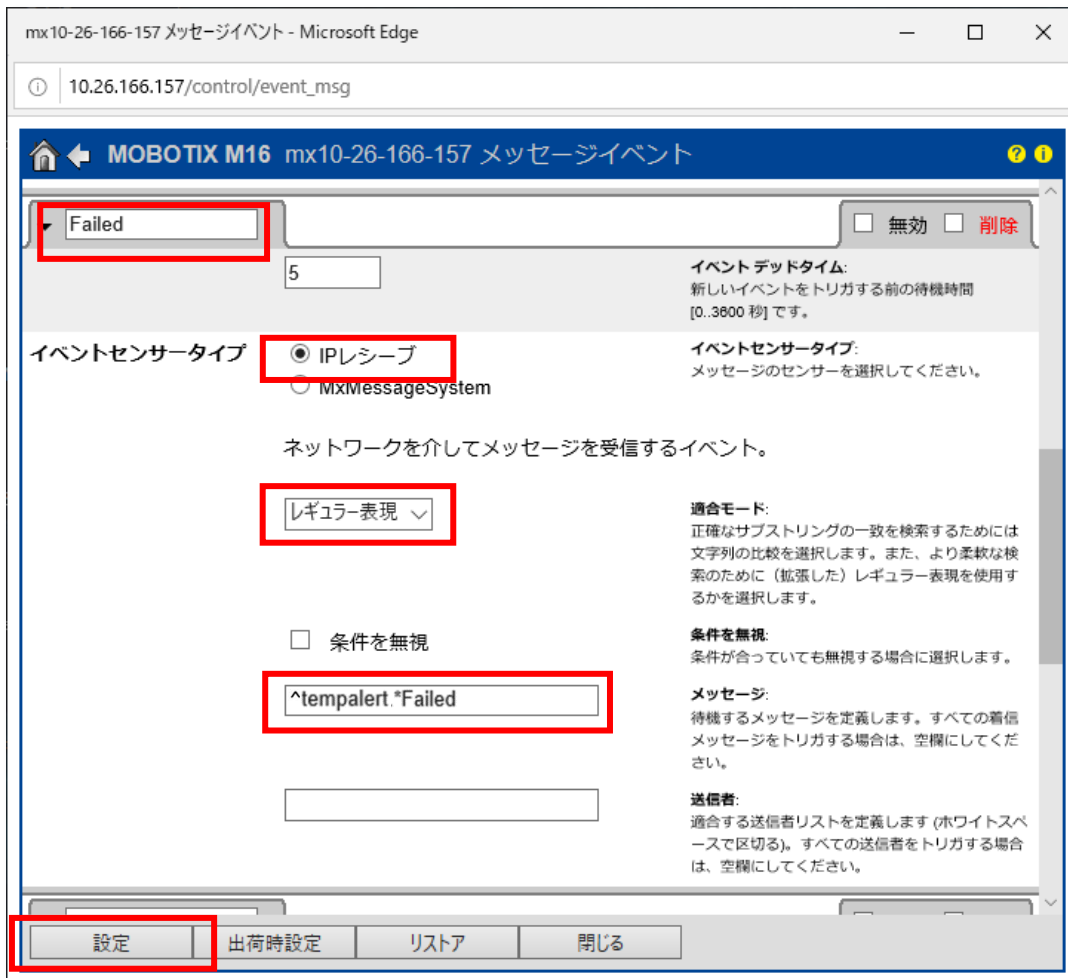 mx10-26-166-157 メッセージイベント - Microsoft Edge
10.26.166.157/control/event_msg
MOBOTIX M16 mx10-26-166-157 メッセージイベント
Failed
無効 削除
5
イベント デッドタイム:
新しいイベントをトリガする前の待機時間
[0..3600 秒] です。
イベントセンサータイプ
IPレシーブ
MxMessageSystem
イベントセンサータイプ:
メッセージのセンサーを選択してください。
ネットワークを介してメッセージを受信するイベント。
レギュラー表現
適合モード:
正確なサブストリングの一致を検索するためには
文字列の比較を選択します。また、より柔軟な検
索のために（拡張した）レギュラー表現を使用す
るかを選択します。
条件を無視
条件を無視:
条件が合っていても無視する場合に選択します。
^tempalert.*Failed
メッセージ:
待機するメッセージを定義します。すべての着信
メッセージをトリガする場合は、空欄にしてくだ
さい。
送信者:
適合する送信者リストを定義します (ホワイトスペ
ースで区切る)。すべての送信者をトリガする場合
は、空欄にしてください。
設定
出荷時設定
リストア
閉じる